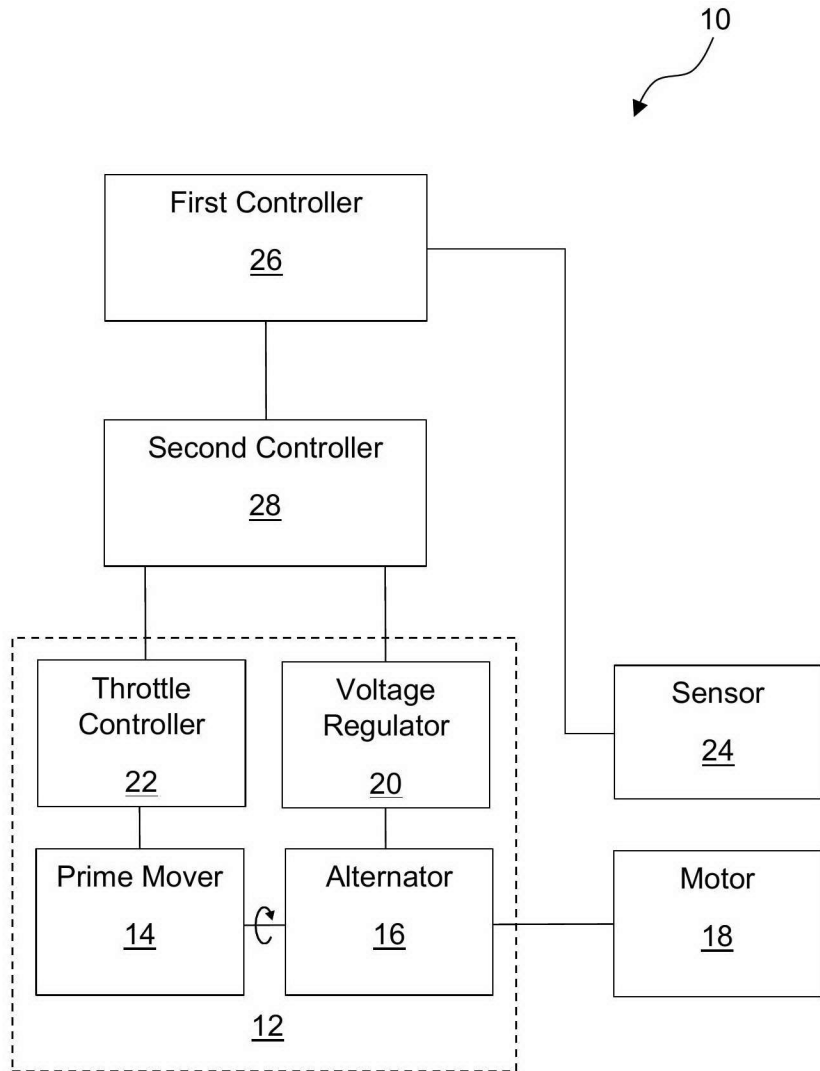 10
First Controller
26
Second Controller
28
Throttle
Controller
22
Voltage
Regulator
20
Sensor
24
Prime Mover
14
Alternator
16
Motor
18
12